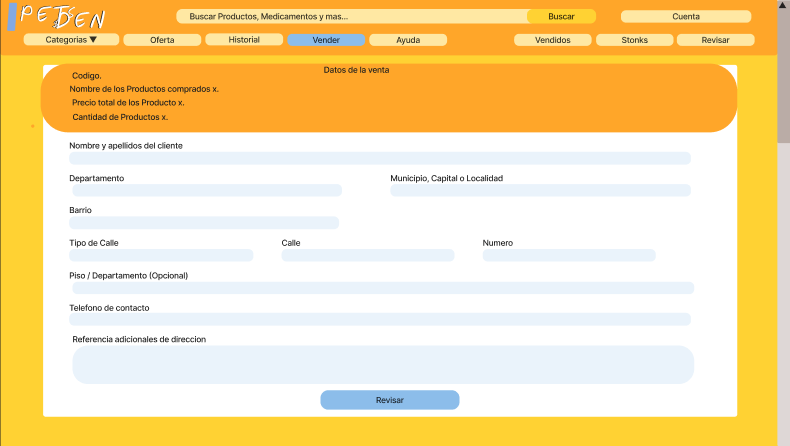 PETSEN
Buscar Productos, Medicamentos y mas...
Buscar
Cuenta
Categorias ▼
Oferta
Historial
Vender
Ayuda
Vendidos
Stonks
Revisar
Datos de la venta
Codigo.
Nombre de los Productos comprados x.
Precio total de los Producto x.
Cantidad de Productos x.
Nombre y apellidos del cliente
Departamento
Municipio, Capital o Localidad
Barrio
Tipo de Calle
Calle
Numero
Piso / Departamento (Opcional)
Telefono de contacto
Referencia adicionales de direccion
Revisar